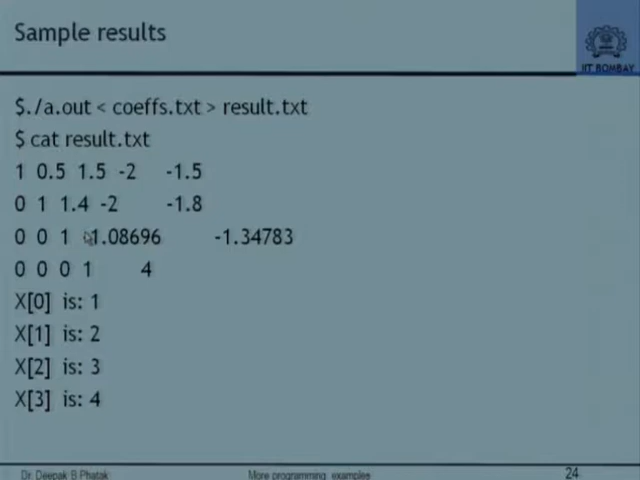 Sample results
IIT BOMBAY
$./a.out < coeffs.txt > result.txt
$ cat result.txt
1 0.5 1.5 -2 -1.5
0 1 1.4 -2 -1.8
0 0 1 -1.08696 -1.34783
0 0 0 1 4
X[0] is: 1
X[1] is: 2
X[2] is: 3
X[3] is: 4
Dr. Deepak B Phatak More programming examples 24